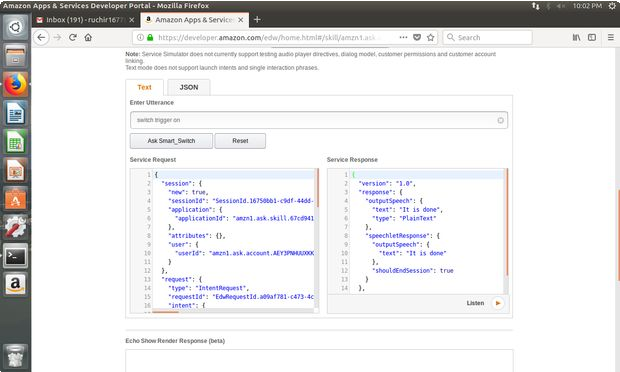 Amazon Apps & Services Developer Portal - Mozilla Firefox
10:02 PM
Inbox (191) - ruchir167
Amazon Apps & Service
https://developer.amazon.com/edw/home.html#/skill/amzn1.ask
Search
Note: Service Simulator does not currently support testing audio player directives, dialog model, customer permissions and customer account
linking.
Text mode does not support launch intents and single interaction phrases.
Text
JSON
Enter Utterance
switch trigger on
Ask Smart_Switch
Reset
Service Request
1 {
2 "session": {
3 "new": true,
4 "sessionId": "SessionId.16750bb1-c9df-44dd-
5 "application": {
6 "applicationId": "amzn1.ask.skill.67cd941
7 },
8 "attributes": {},
9 "user": {
10 "userId": "amzn1.ask.account.AEY3PNHUUXKK
11 }
12 },
13 "request": {
14 "type": "IntentRequest",
15 "requestId": "EdwRequestId.a09af781-c473-4c
16 "intent": {
Service Response
1 {
2 "version": "1.0",
3 "response": {
4 "outputSpeech": {
5 "text": "It is done",
6 "type": "PlainText"
7 },
8 "speechletResponse": {
9 "outputSpeech": {
10 "text": "It is done"
11 },
12 "shouldEndSession": true
13 }
14 },
Listen
Echo Show Render Response (beta)